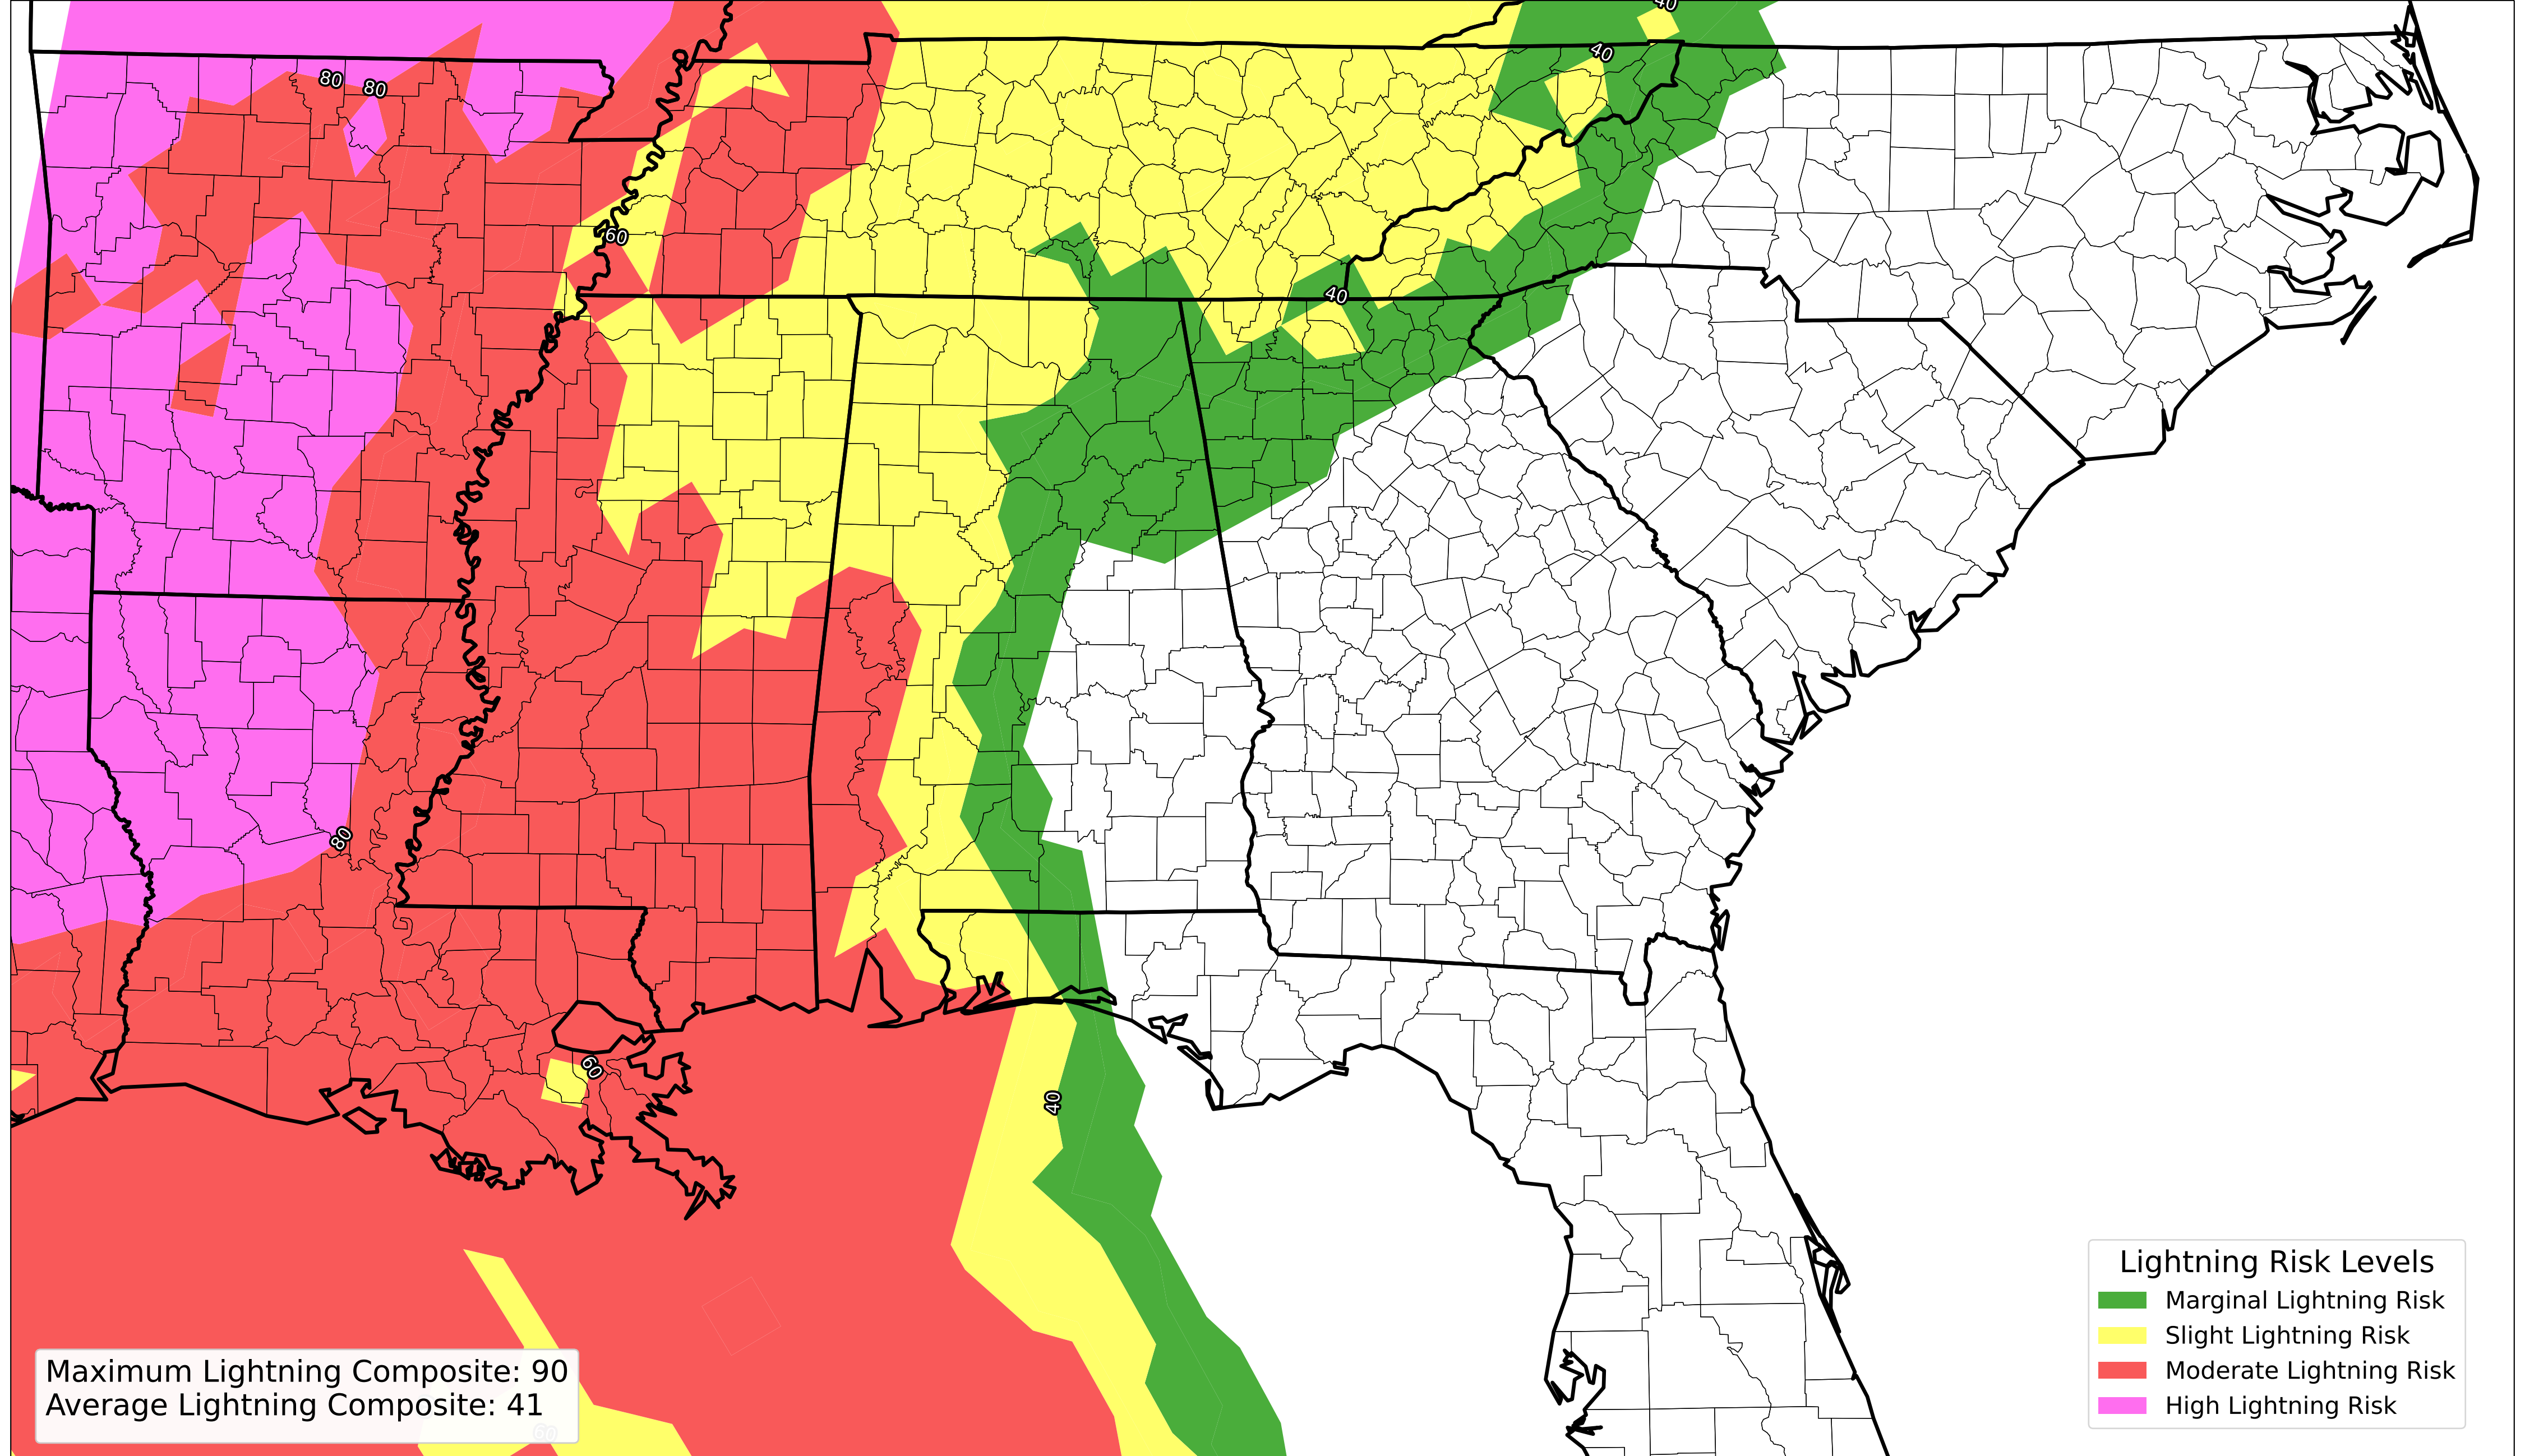 40
40
80
80
60
40
80
60
40
Lightning Risk Levels
Marginal Lightning Risk
Slight Lightning Risk
Moderate Lightning Risk
High Lightning Risk
Maximum Lightning Composite: 90
Average Lightning Composite: 41
60